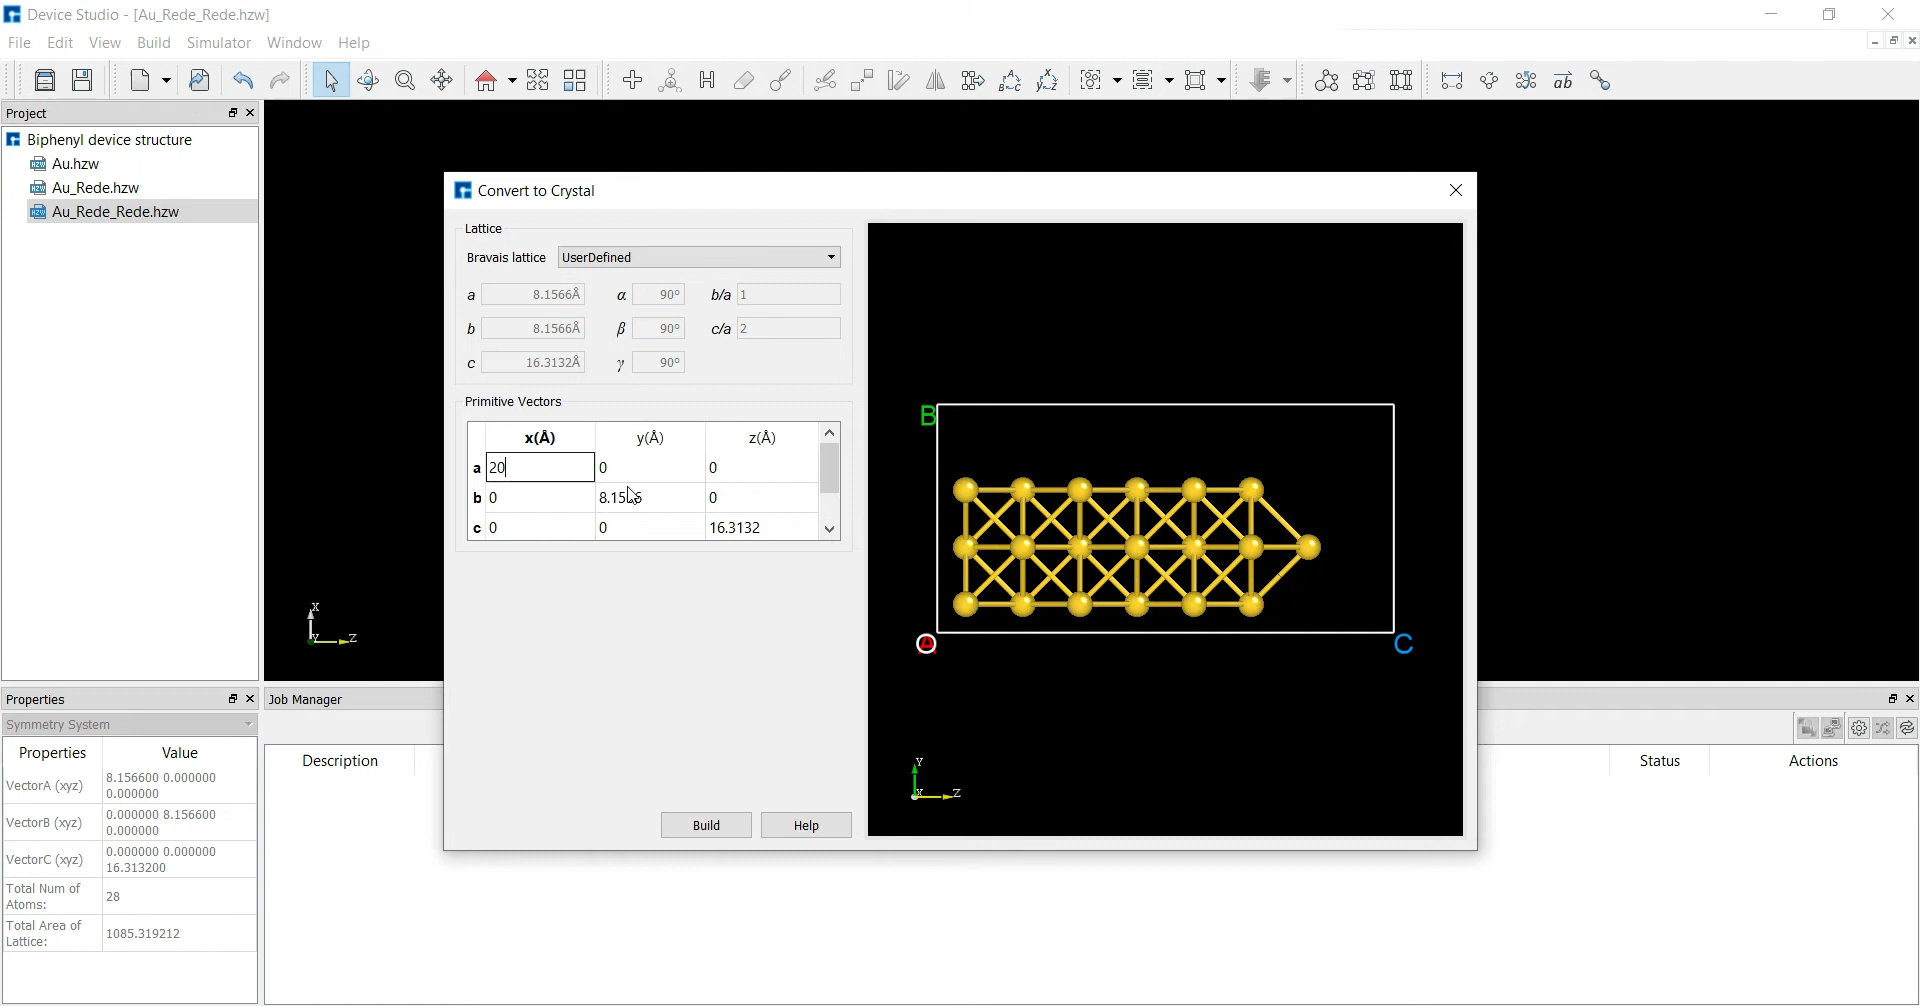 Device Studio - [Au_Rede_Rede.hzw]
File Edit View Build Simulator Window Help
Project
Biphenyl device structure
Au.hzw
Au_Rede.hzw
Au_Rede_Rede.hzw
Convert to Crystal
Lattice
Bravais lattice UserDefined
a 8.1566Å α 90° b/a 1
b 8.1566Å β 90° c/a 2
c 16.3132Å γ 90°
Primitive Vectors
x(Å) y(Å) z(Å)
a 20 0 0
b 0 8.1566 0
c 0 0 16.3132
Build Help
B
A
C
Y
X Z
X
Y Z
Properties
Symmetry System
Properties Value
VectorA (xyz) 8.156600 0.000000
0.000000
VectorB (xyz) 0.000000 8.156600
0.000000
VectorC (xyz) 0.000000 0.000000
16.313200
Total Num of
Atoms: 28
Total Area of
Lattice: 1085.319212
Job Manager
Description Status Actions